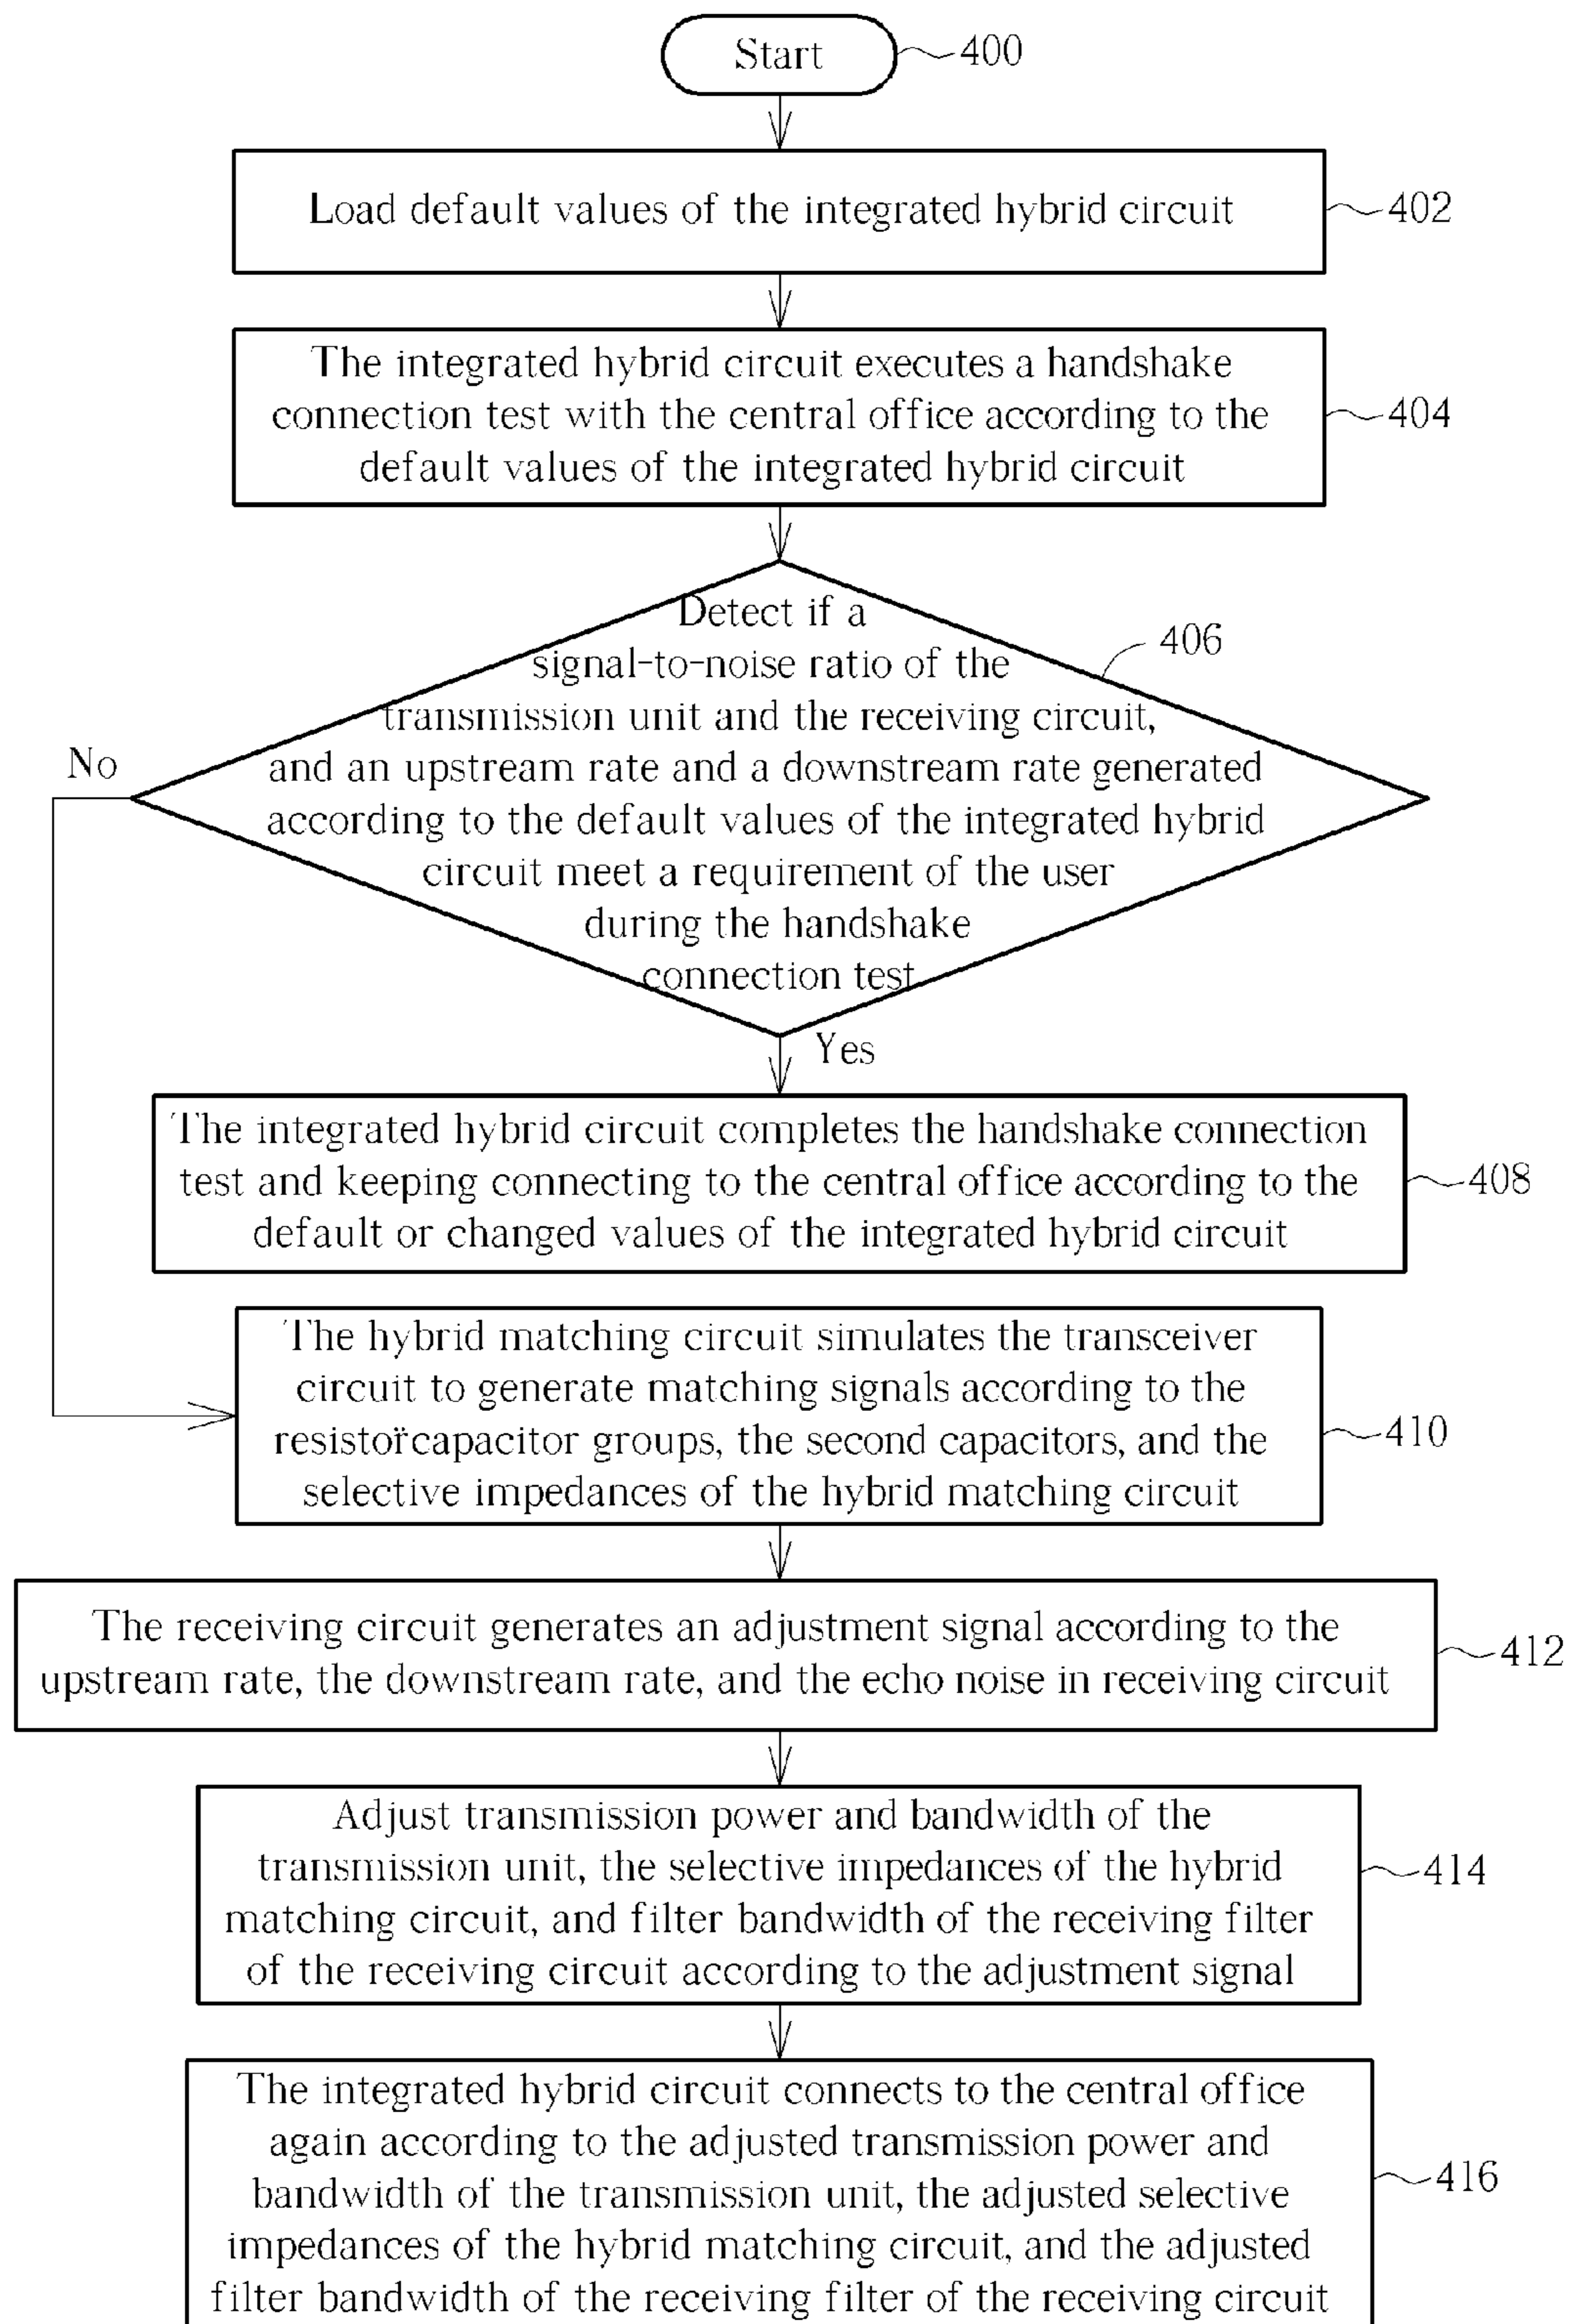 Start
400
Load default values of the integrated hybrid circuit
402
The integrated hybrid circuit executes a handshake
connection test with the central office according to the
default values of the integrated hybrid circuit
404
Detect if a
signal-to-noise ratio of the
transmission unit and the receiving circuit,
and an upstream rate and a downstream rate generated
according to the default values of the integrated hybrid
circuit meet a requirement of the user
during the handshake
connection test
406
No
Yes
The integrated hybrid circuit completes the handshake connection
test and keeping connecting to the central office according to the
default or changed values of the integrated hybrid circuit
408
The hybrid matching circuit simulates the transceiver
circuit to generate matching signals according to the
resistor capacitor groups, the second capacitors, and the
selective impedances of the hybrid matching circuit
410
The receiving circuit generates an adjustment signal according to the
upstream rate, the downstream rate, and the echo noise in receiving circuit
412
Adjust transmission power and bandwidth of the
transmission unit, the selective impedances of the hybrid
matching circuit, and filter bandwidth of the receiving filter
of the receiving circuit according to the adjustment signal
414
The integrated hybrid circuit connects to the central office
again according to the adjusted transmission power and
bandwidth of the transmission unit, the adjusted selective
impedances of the hybrid matching circuit, and the adjusted
filter bandwidth of the receiving filter of the receiving circuit
416